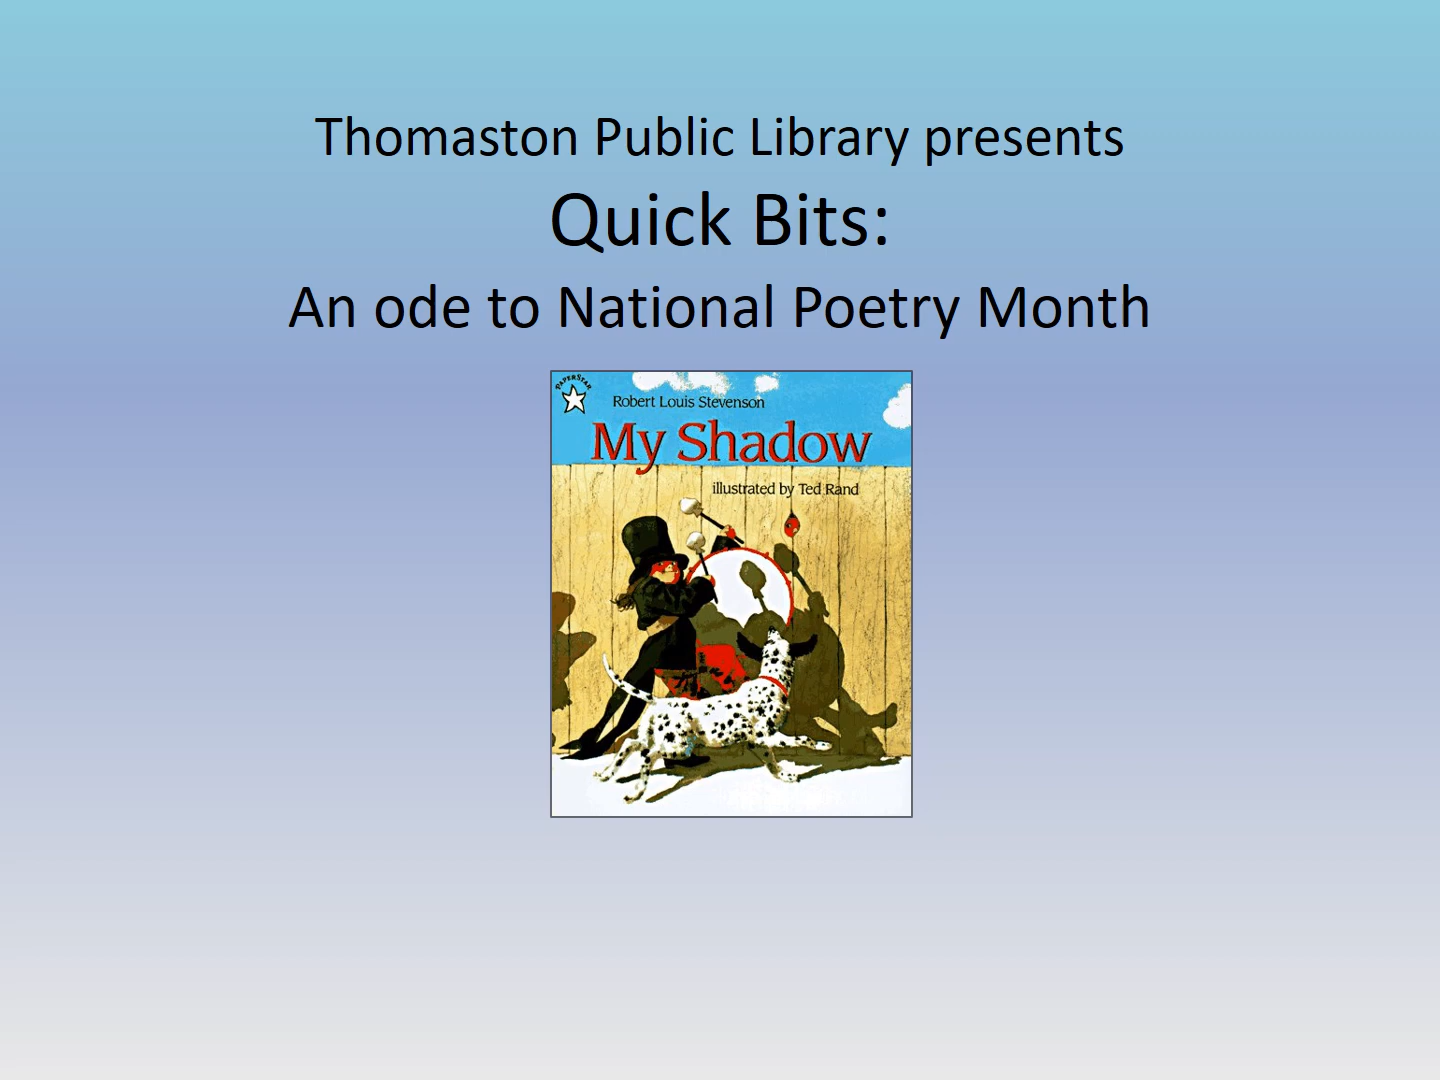 Thomaston Public Library presents
Quick Bits:
An ode to National Poetry Month
PAPERSTAR
Robert Louis Stevenson
My Shadow
illustrated by Ted Rand